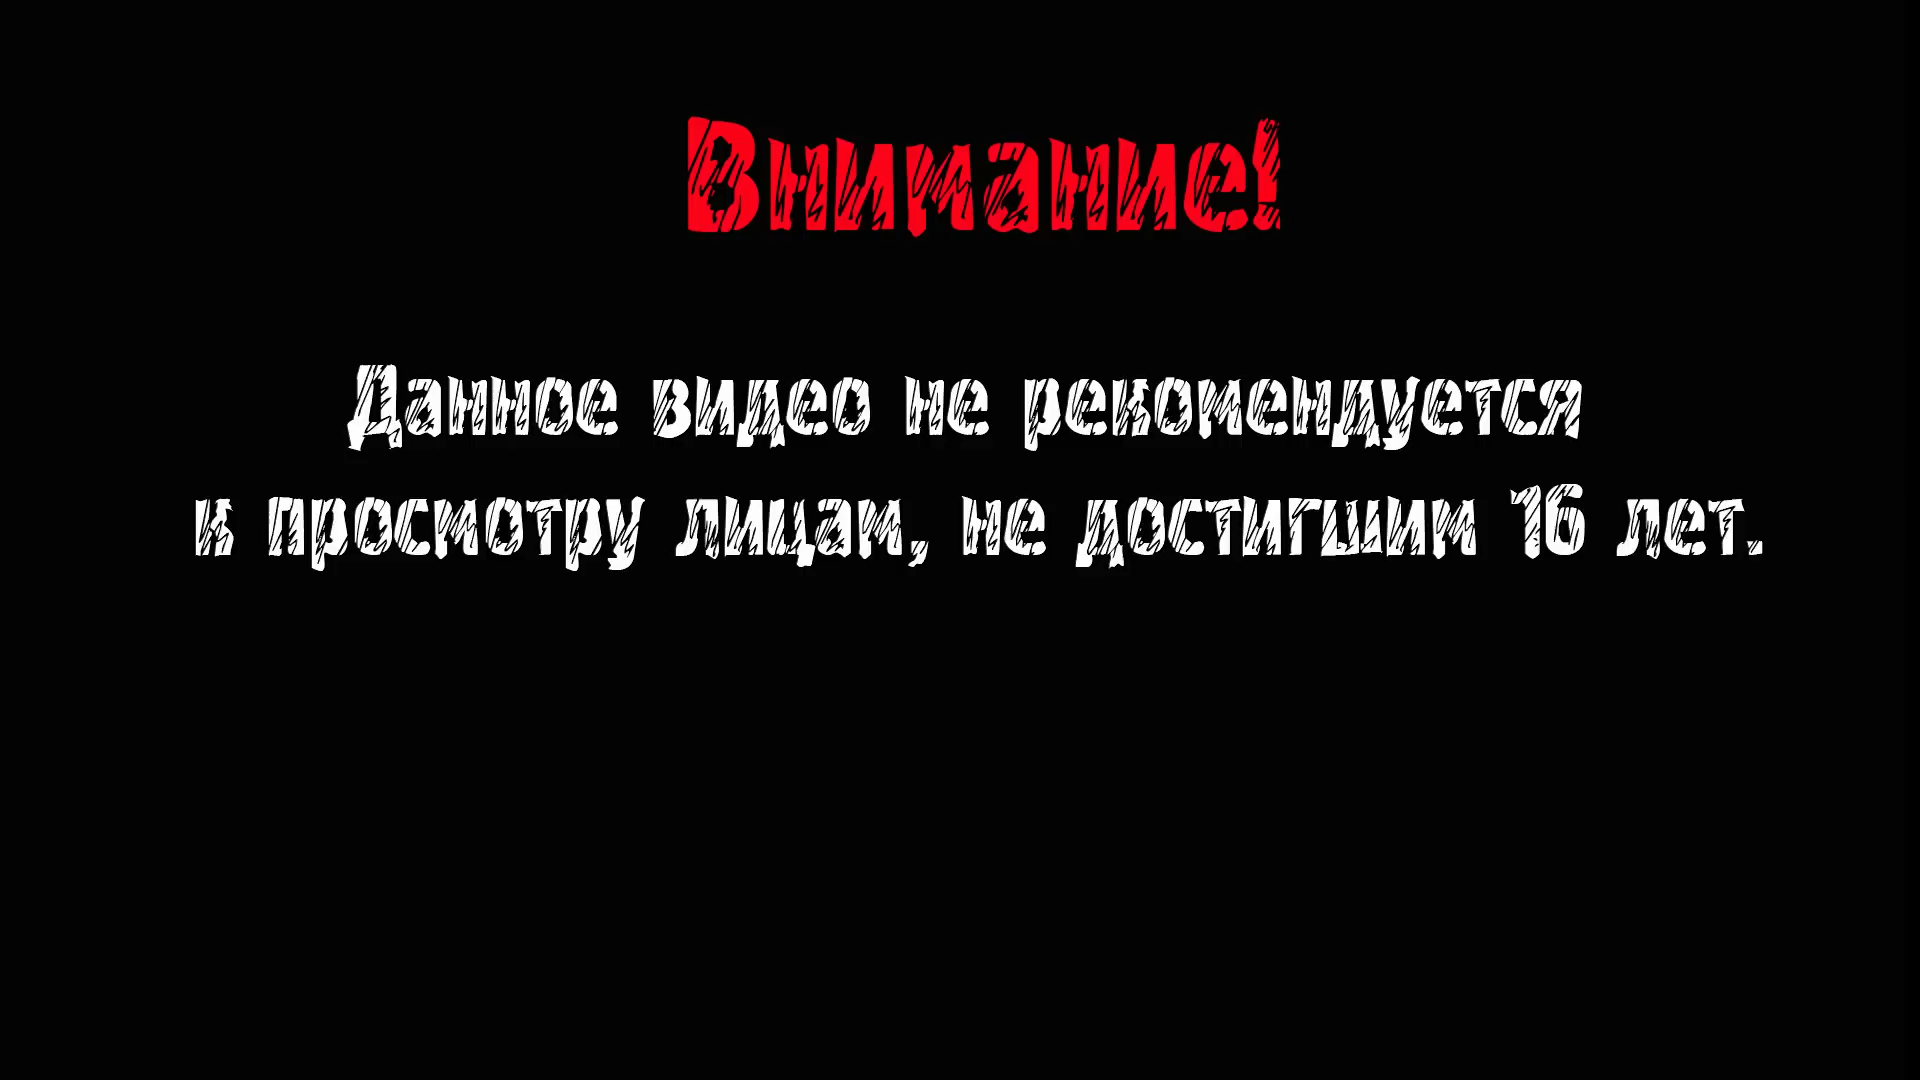 Внимание!
Данное видео не рекомендуется
к просмотру лицам, не достигшим 16 лет.